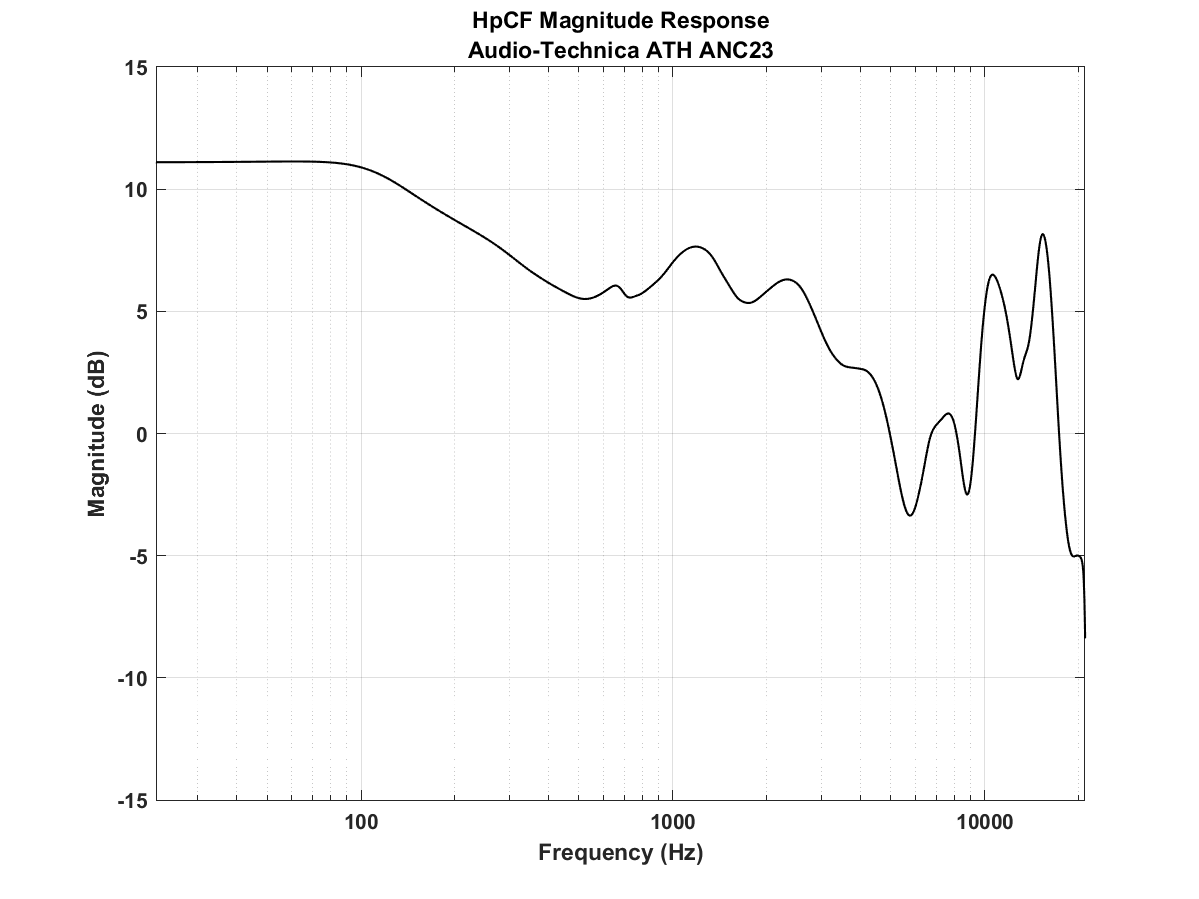 HpCF Magnitude Response
Audio-Technica ATH ANC23
15
10
5
0
-5
-10
-15
Magnitude (dB)
100 1000 10000
Frequency (Hz)